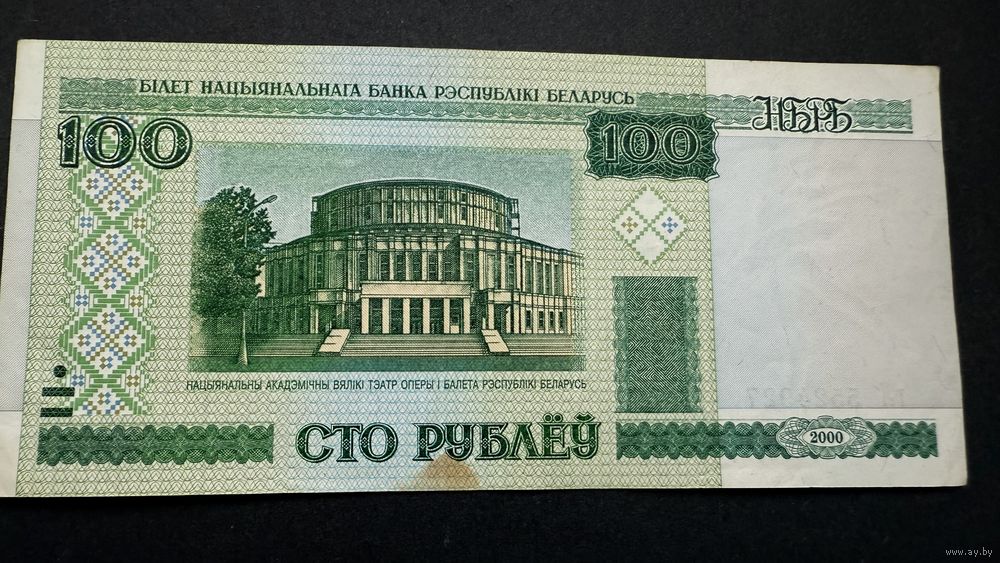 БІЛЕТ НАЦЫЯНАЛЬНАГА БАНКА РЭСПУБЛІКІ БЕЛАРУСЬ
НБРБ
100
100
НАЦЫЯНАЛЬНЫ АКАДЭМІЧНЫ ВЯЛІКІ ТЭАТР ОПЕРЫ І БАЛЕТА РЭСПУБЛІКІ БЕЛАРУСЬ
СТО РУБЛЁЎ
2000
www.ay.by